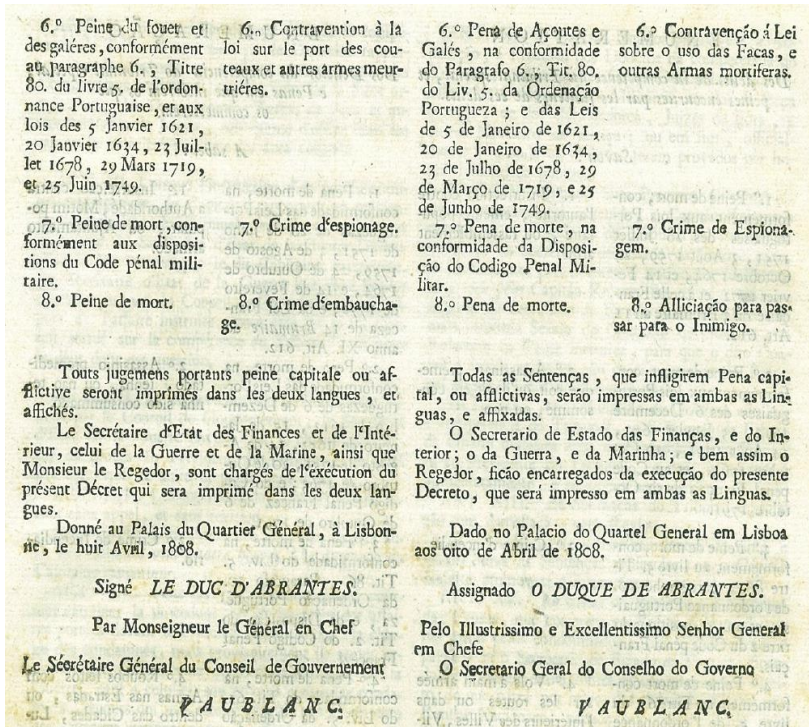 6.º Peine du fouet et
des galéres, conformément
au paragraphe 6., Titre
80. du livre 5. de l'ordon-
nance Portuguaise, et aux
lois des 5 Janvier 1621,
20 Janvier 1634, 23 Juil-
let 1678, 29 Mars 1719,
et 25 Juin 1749.
7.º Peine de mort, con-
formément aux disposi-
tions du Code pénal mili-
taire.
8.º Peine de mort.
6.º Contravention à la
loi sur le port des cou-
teaux et autres armes meur-
triéres.
7.º Crime d'espionage.
8.º Crime d'embaucha-
ge.
Touts jugemens portants peine capitale ou af-
flictive seront imprimés dans les deux langues, et
affichés.
Le Secrétaire d'Etat des Finances et de l'Inté-
rieur, celui de la Guerre et de la Marine, ainsi que
Monsieur le Regedor, sont chargés de l'éxécution du
présent Décret qui sera imprimé dans les deux lan-
gues.
Donné au Palais du Quartier Général, à Lisbon-
ne, le huit Avril, 1808.
Signé LE DUC D'ABRANTES.
Par Monseigneur le Général en Chef
Le Sécrétaire Général du Conseil de Gouvernement
VAUBLANC.
6.º Pena de Açoutes e
Galés, na conformidade
do Paragrafo 6., Tit. 80.
do Liv. 5. da Ordenação
Portugueza; e das Leis
de 5 de Janeiro de 1621,
20 de Janeiro de 1634,
23 de Julho de 1678, 29
de Março de 1719, e 25
de Junho de 1749.
7.º Pena de morte, na
conformidade da Disposi-
ção do Codigo Penal Mi-
litar.
8.º Pena de morte.
6.º Contravenção á Lei
sobre o uso das Facas, e
outras Armas mortiferas.
7.º Crime de Espiona-
gem.
8.º Alliciação para pas-
sar para o Inimigo.
Todas as Sentenças, que infligirem Pena capi-
tal, ou afflictivas, serão impressas em ambas as Lin-
guas, e affixadas.
O Secretario de Estado das Finanças, e do In-
terior; o da Guerra, e da Marinha; e bem assim o
Regedor, ficão encarregados da execução do presente
Decreto, que será impresso em ambas as Linguas.
Dado no Palacio do Quartel General em Lisboa
aos oito de Abril de 1808.
Assignado O DUQUE DE ABRANTES.
Pelo Illustrissimo e Excellentissimo Senhor General
em Chefe
O Secretario Geral do Conselho do Governo
VAUBLANC.